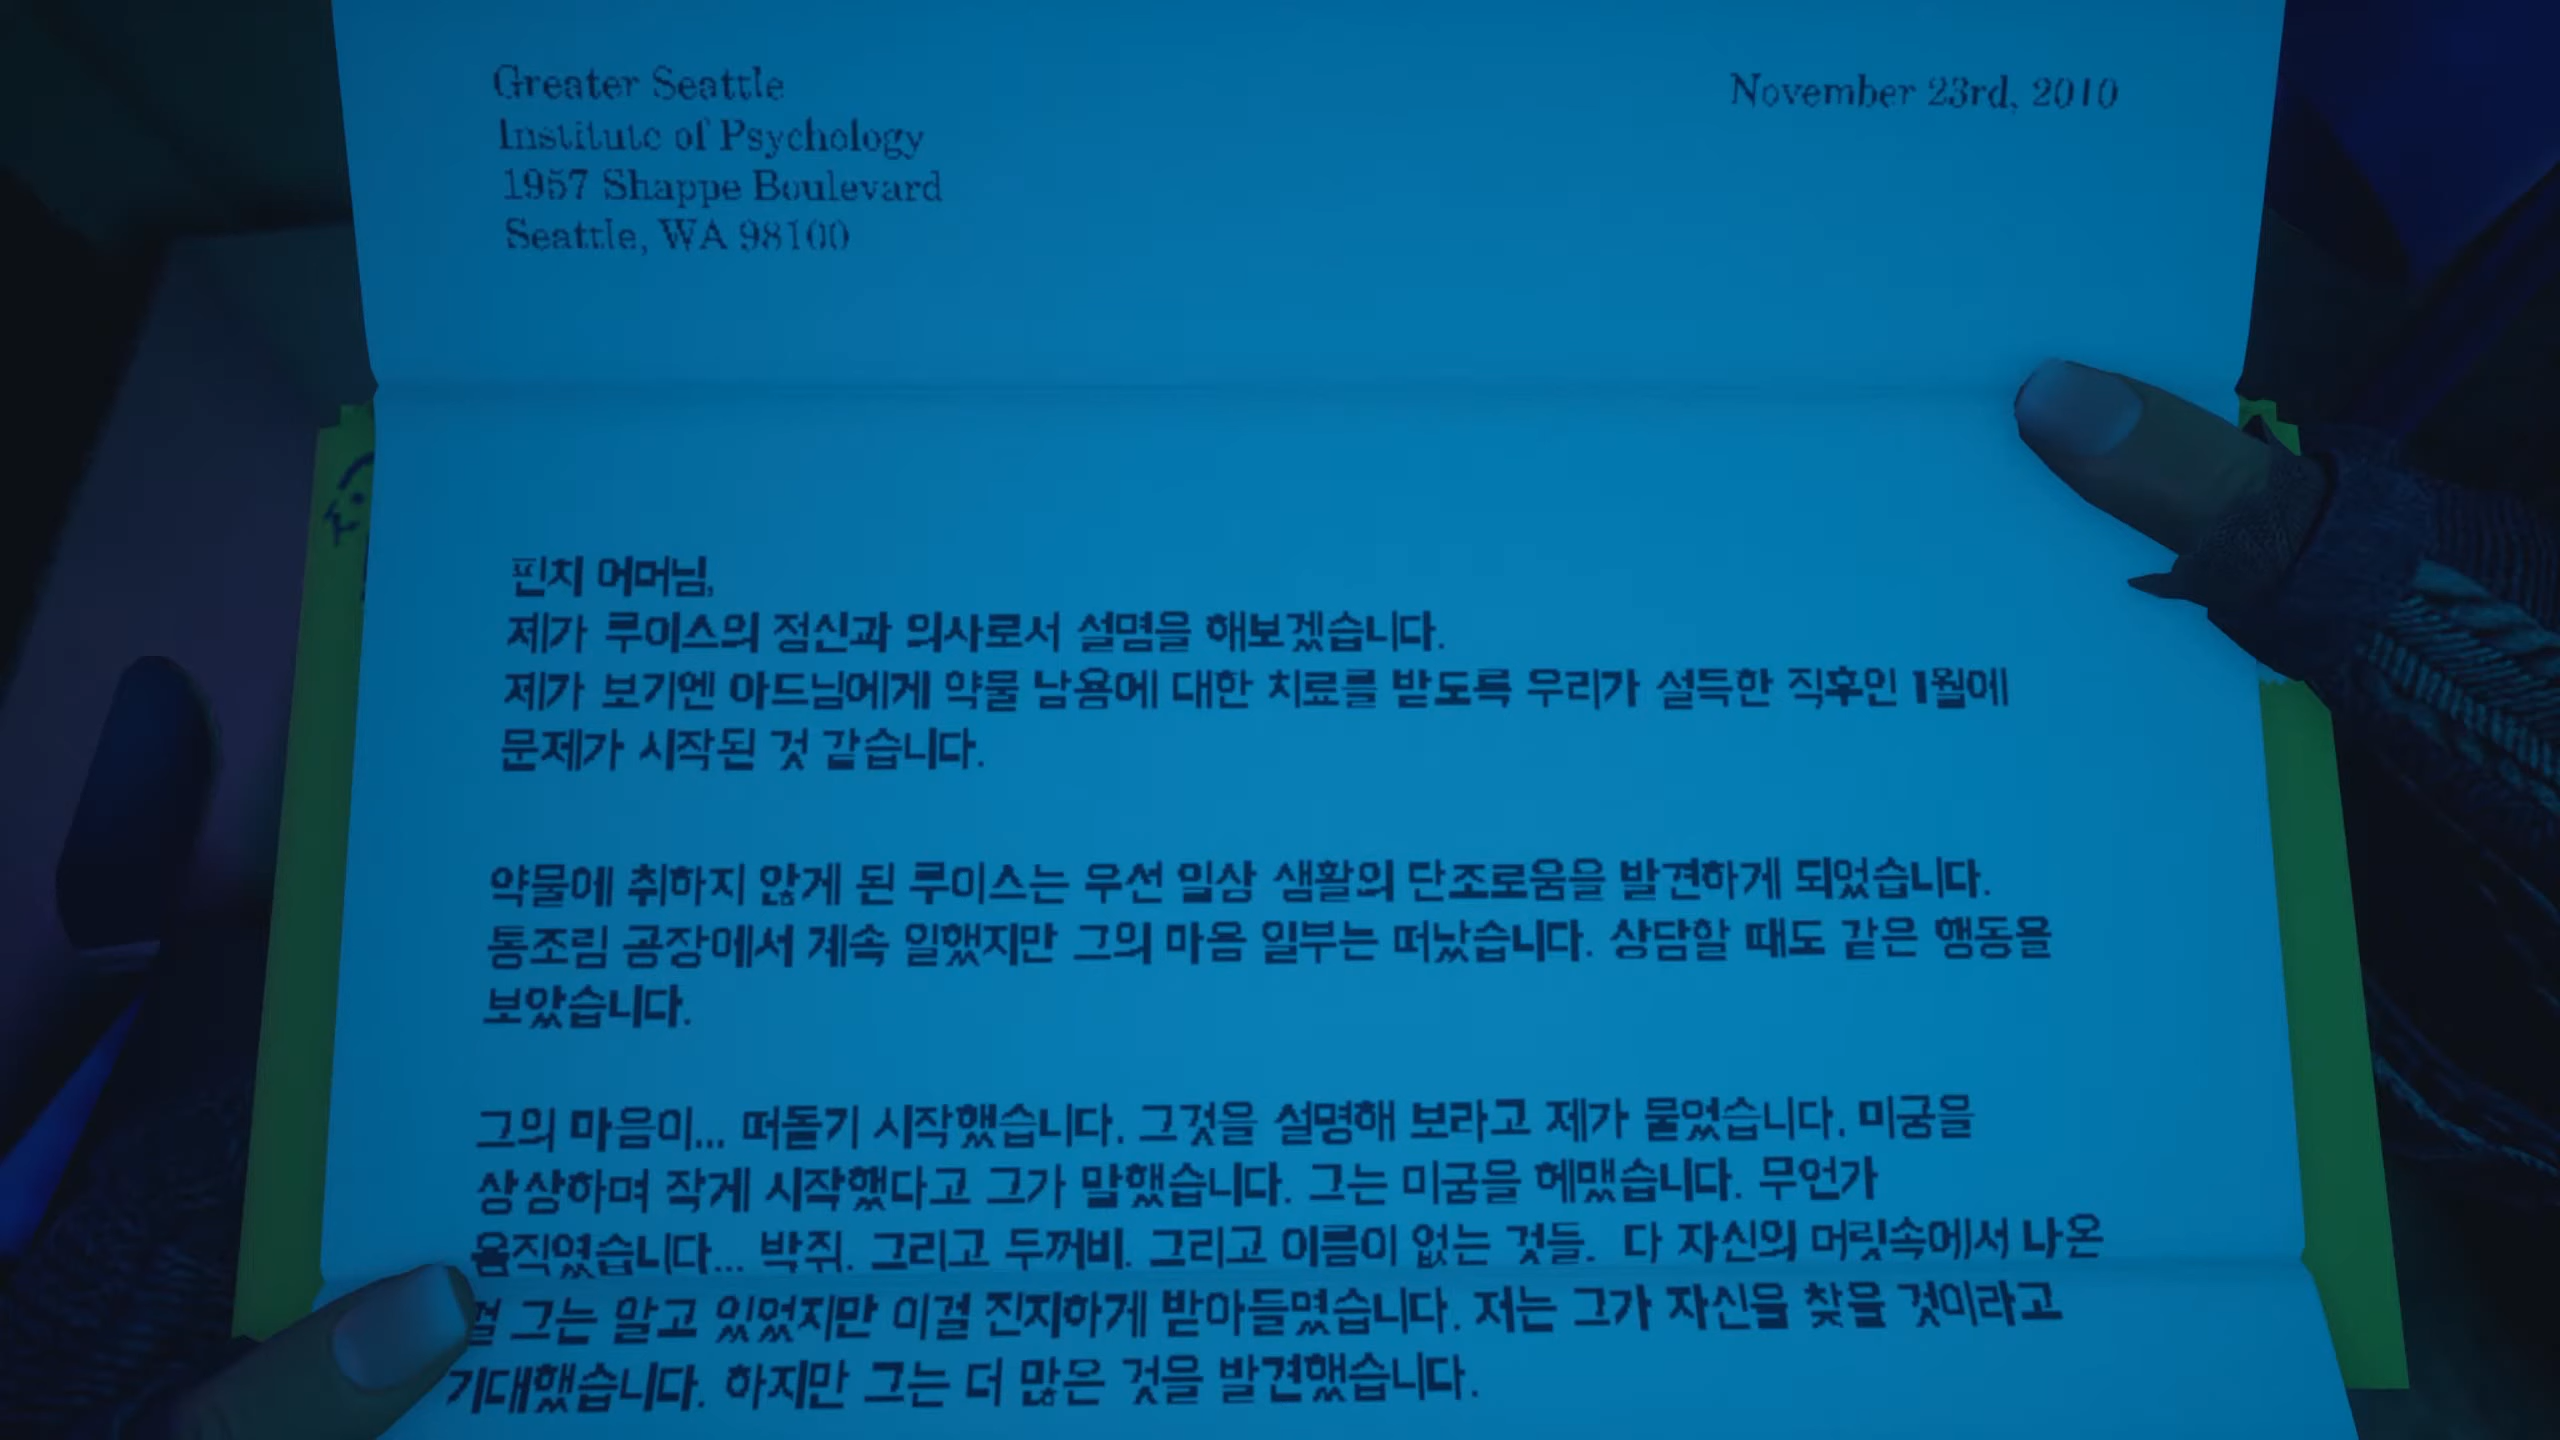 Greater Seattle
Institute of Psychology
1957 Shappe Boulevard
Seattle, WA 98100
November 23rd, 2010
핀치 어머님,
제가 루이스의 정신과 의사로서 설명을 해보겠습니다.
제가 보기엔 아드님에게 약물 남용에 대한 치료를 받도록 우리가 설득한 직후인 1월에
문제가 시작된 것 같습니다.
약물에 취하지 않게 된 루이스는 우선 일상 생활의 단조로움을 발견하게 되었습니다.
통조림 공장에서 계속 일했지만 그의 마음 일부는 떠났습니다. 상담할 때도 같은 행동을
보았습니다.
그의 마음이... 떠돌기 시작했습니다. 그것을 설명해 보라고 제가 물었습니다. 미궁을
상상하며 작게 시작했다고 그가 말했습니다. 그는 미궁을 헤맸습니다. 무언가
움직였습니다... 박쥐. 그리고 두꺼비. 그리고 이름이 없는 것들. 다 자신의 머릿속에서 나온
걸 그는 알고 있었지만 이걸 진지하게 받아들였습니다. 저는 그가 자신을 찾을 것이라고
기대했습니다. 하지만 그는 더 많은 것을 발견했습니다.